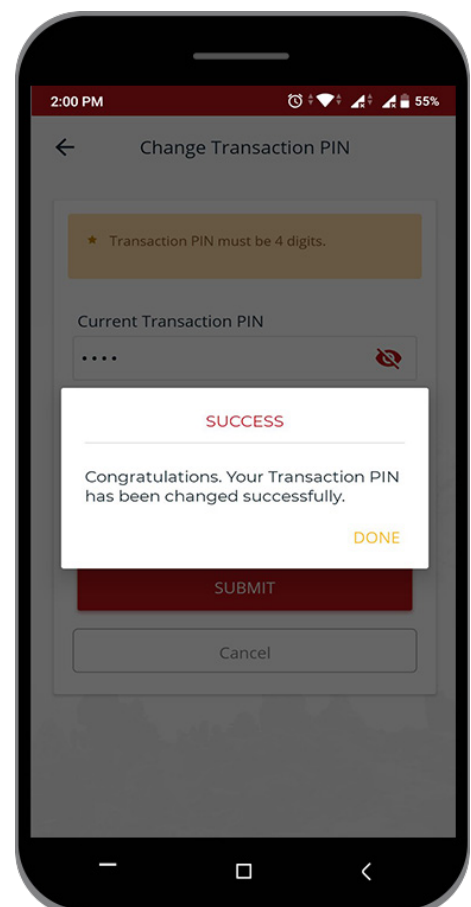 2:00 PM 55%
Change Transaction PIN
Transaction PIN must be 4 digits.
Current Transaction PIN
••••
SUCCESS
Congratulations. Your Transaction PIN
has been changed successfully.
DONE
SUBMIT
Cancel